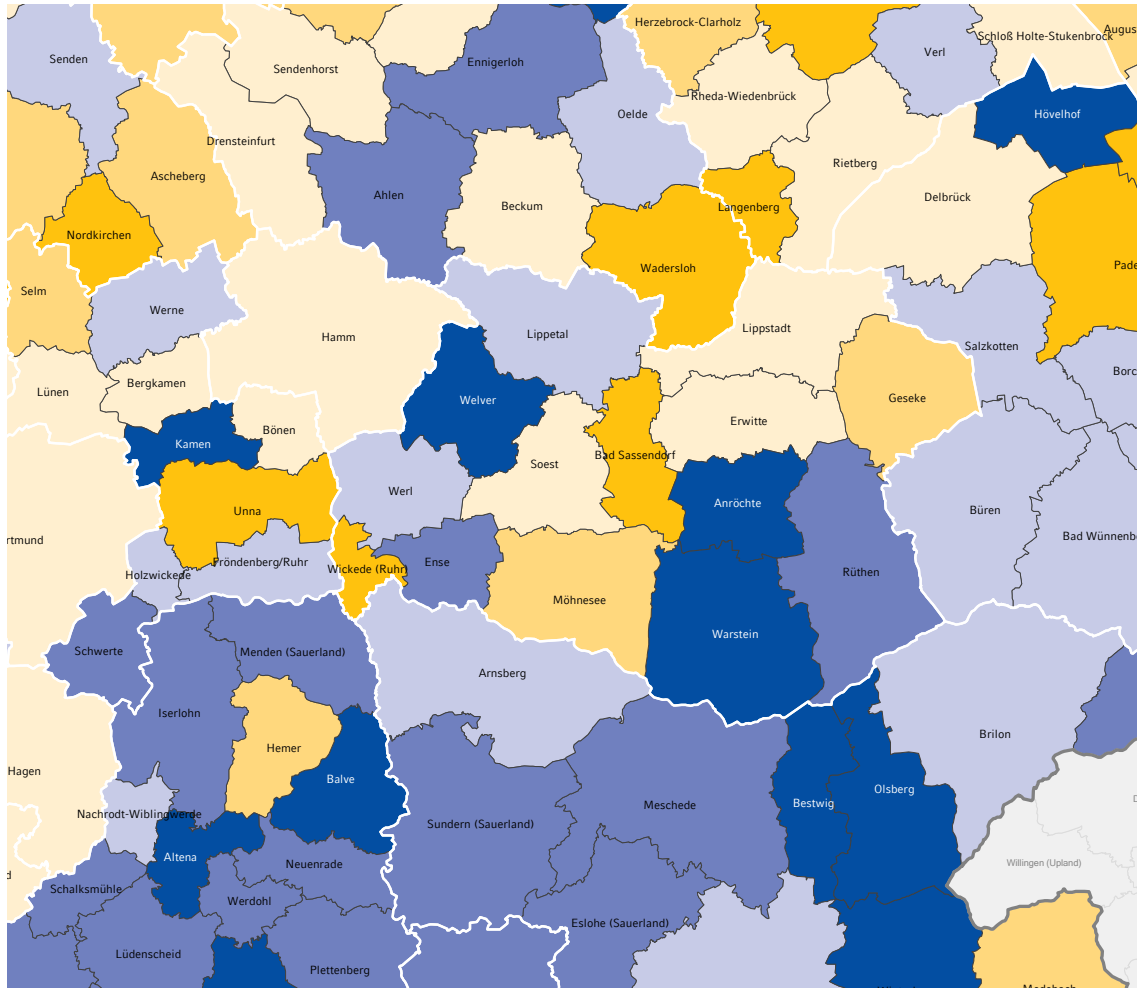 Herzebrock-Clarholz
Augus
Schloß Holte-Stukenbrock
Verl
Senden
Ennigerloh
Sendenhorst
Rheda-Wiedenbrück
Oelde
Hövelhof
Drensteinfurt
Rietberg
Ascheberg
Ahlen
Delbrück
Beckum
Langenberg
Nordkirchen
Wadersloh
Pade
Selm
Werne
Lippstadt
Lippetal
Hamm
Salzkotten
Borc
Bergkamen
Lünen
Geseke
Welver
Erwitte
Bönen
Kamen
Bad Sassendorf
Soest
Werl
Anröchte
Unna
Büren
Bad Wünnenb
rtmund
Fröndenberg/Ruhr
Ense
Wickede (Ruhr)
Rüthen
Holzwickede
Möhnesee
Warstein
Schwerte
Menden (Sauerland)
Arnsberg
Iserlohn
Brilon
Hemer
Hagen
Balve
Olsberg
D
Bestwig
Meschede
Nachrodt-Wiblingwerde
Sundern (Sauerland)
Altena
Neuenrade
Willingen (Upland)
d
Schalksmühle
Werdohl
Eslohe (Sauerland)
Lüdenscheid
Plettenberg